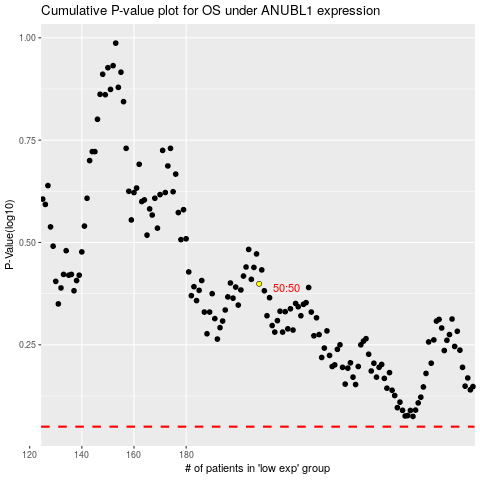 Cumulative P-value plot for OS under ANUBL1 expression
P-Value(log10)
1.00
0.75
0.50
0.25
50:50
120 140 160 180
# of patients in 'low exp' group